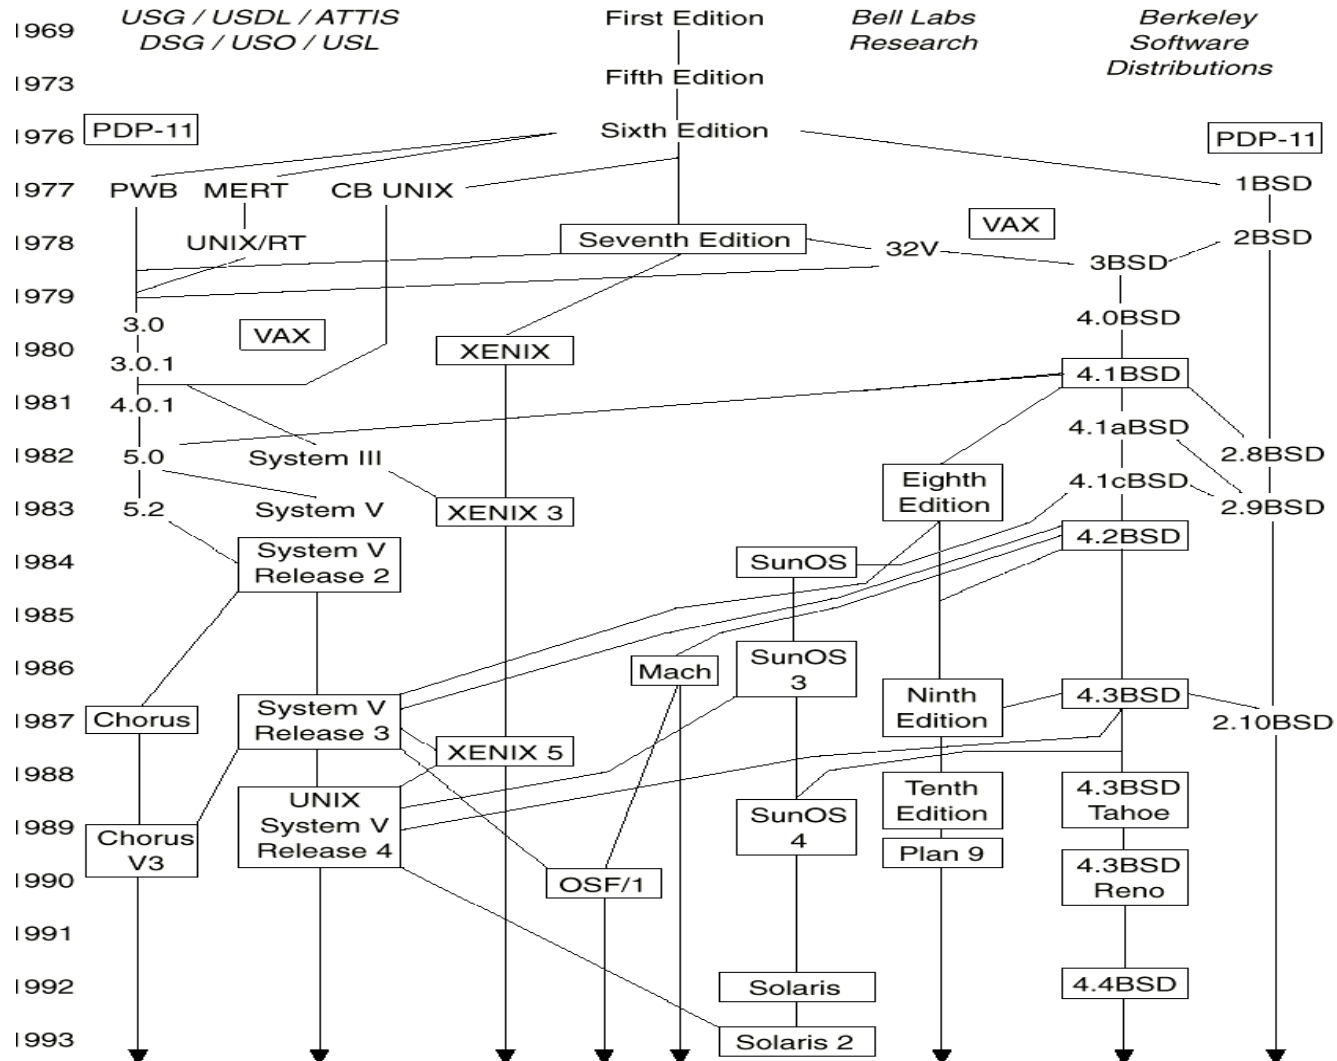 USG / USDL / ATTIS
DSG / USO / USL
First Edition
Bell Labs
Research
Berkeley
Software
Distributions
1969
Fifth Edition
1973
PDP-11
Sixth Edition
1976
PDP-11
1977
PWB
MERT
CB UNIX
1BSD
1978
UNIX/RT
Seventh Edition
32V
VAX
2BSD
3BSD
1979
3.0
VAX
4.0BSD
1980
3.0.1
XENIX
4.1BSD
1981
4.0.1
4.1aBSD
1982
5.0
System III
2.8BSD
Eighth
Edition
4.1cBSD
1983
5.2
System V
XENIX 3
2.9BSD
4.2BSD
1984
System V
Release 2
SunOS
1985
1986
Mach
SunOS
3
1987
Chorus
System V
Release 3
Ninth
Edition
4.3BSD
2.10BSD
XENIX 5
1988
UNIX
System V
Release 4
Tenth
Edition
4.3BSD
Tahoe
1989
Chorus
V3
SunOS
4
Plan 9
4.3BSD
Reno
1990
OSF/1
1991
1992
Solaris
4.4BSD
1993
Solaris 2